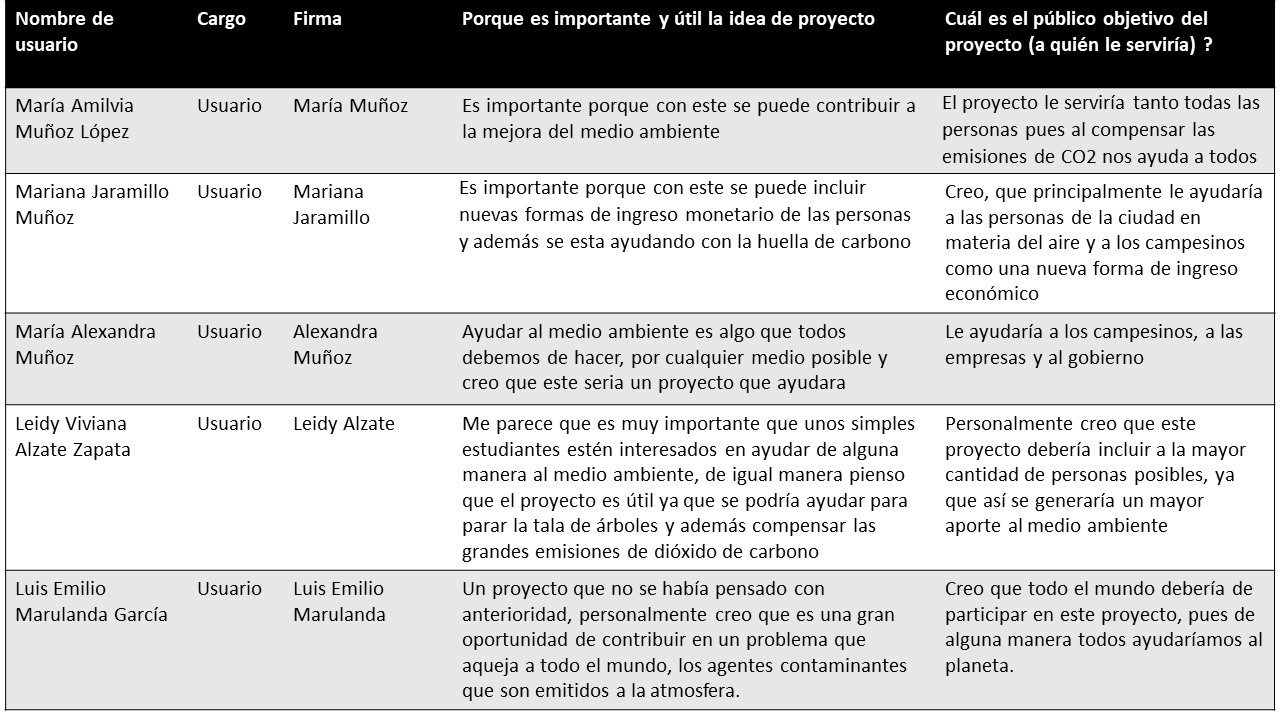 Nombre de usuario
Cargo
Firma
Porque es importante y útil la idea de proyecto
Cuál es el público objetivo del
proyecto (a quién le serviría) ?
María Amilvia
Muñoz López
Usuario
María Muñoz
Es importante porque con este se puede contribuir a
la mejora del medio ambiente
El proyecto le serviría tanto todas las
personas pues al compensar las
emisiones de CO2 nos ayuda a todos
Mariana Jaramillo
Muñoz
Usuario
Mariana
Jaramillo
Es importante porque con este se puede incluir
nuevas formas de ingreso monetario de las personas
y además se esta ayudando con la huella de carbono
Creo, que principalmente le ayudaría
a las personas de la ciudad en
materia del aire y a los campesinos
como una nueva forma de ingreso
económico
María Alexandra
Muñoz
Usuario
Alexandra
Muñoz
Ayudar al medio ambiente es algo que todos
debemos de hacer, por cualquier medio posible y
creo que este seria un proyecto que ayudara
Le ayudaría a los campesinos, a las
empresas y al gobierno
Leidy Viviana
Alzate Zapata
Usuario
Leidy Alzate
Me parece que es muy importante que unos simples
estudiantes estén interesados en ayudar de alguna
manera al medio ambiente, de igual manera pienso
que el proyecto es útil ya que se podría ayudar para
parar la tala de árboles y además compensar las
grandes emisiones de dióxido de carbono
Personalmente creo que este
proyecto debería incluir a la mayor
cantidad de personas posibles, ya
que así se generaría un mayor
aporte al medio ambiente
Luis Emilio
Marulanda García
Usuario
Luis Emilio
Marulanda
Un proyecto que no se había pensado con
anterioridad, personalmente creo que es una gran
oportunidad de contribuir en un problema que
aqueja a todo el mundo, los agentes contaminantes
que son emitidos a la atmosfera.
Creo que todo el mundo debería de
participar en este proyecto, pues de
alguna manera todos ayudaríamos al
planeta.